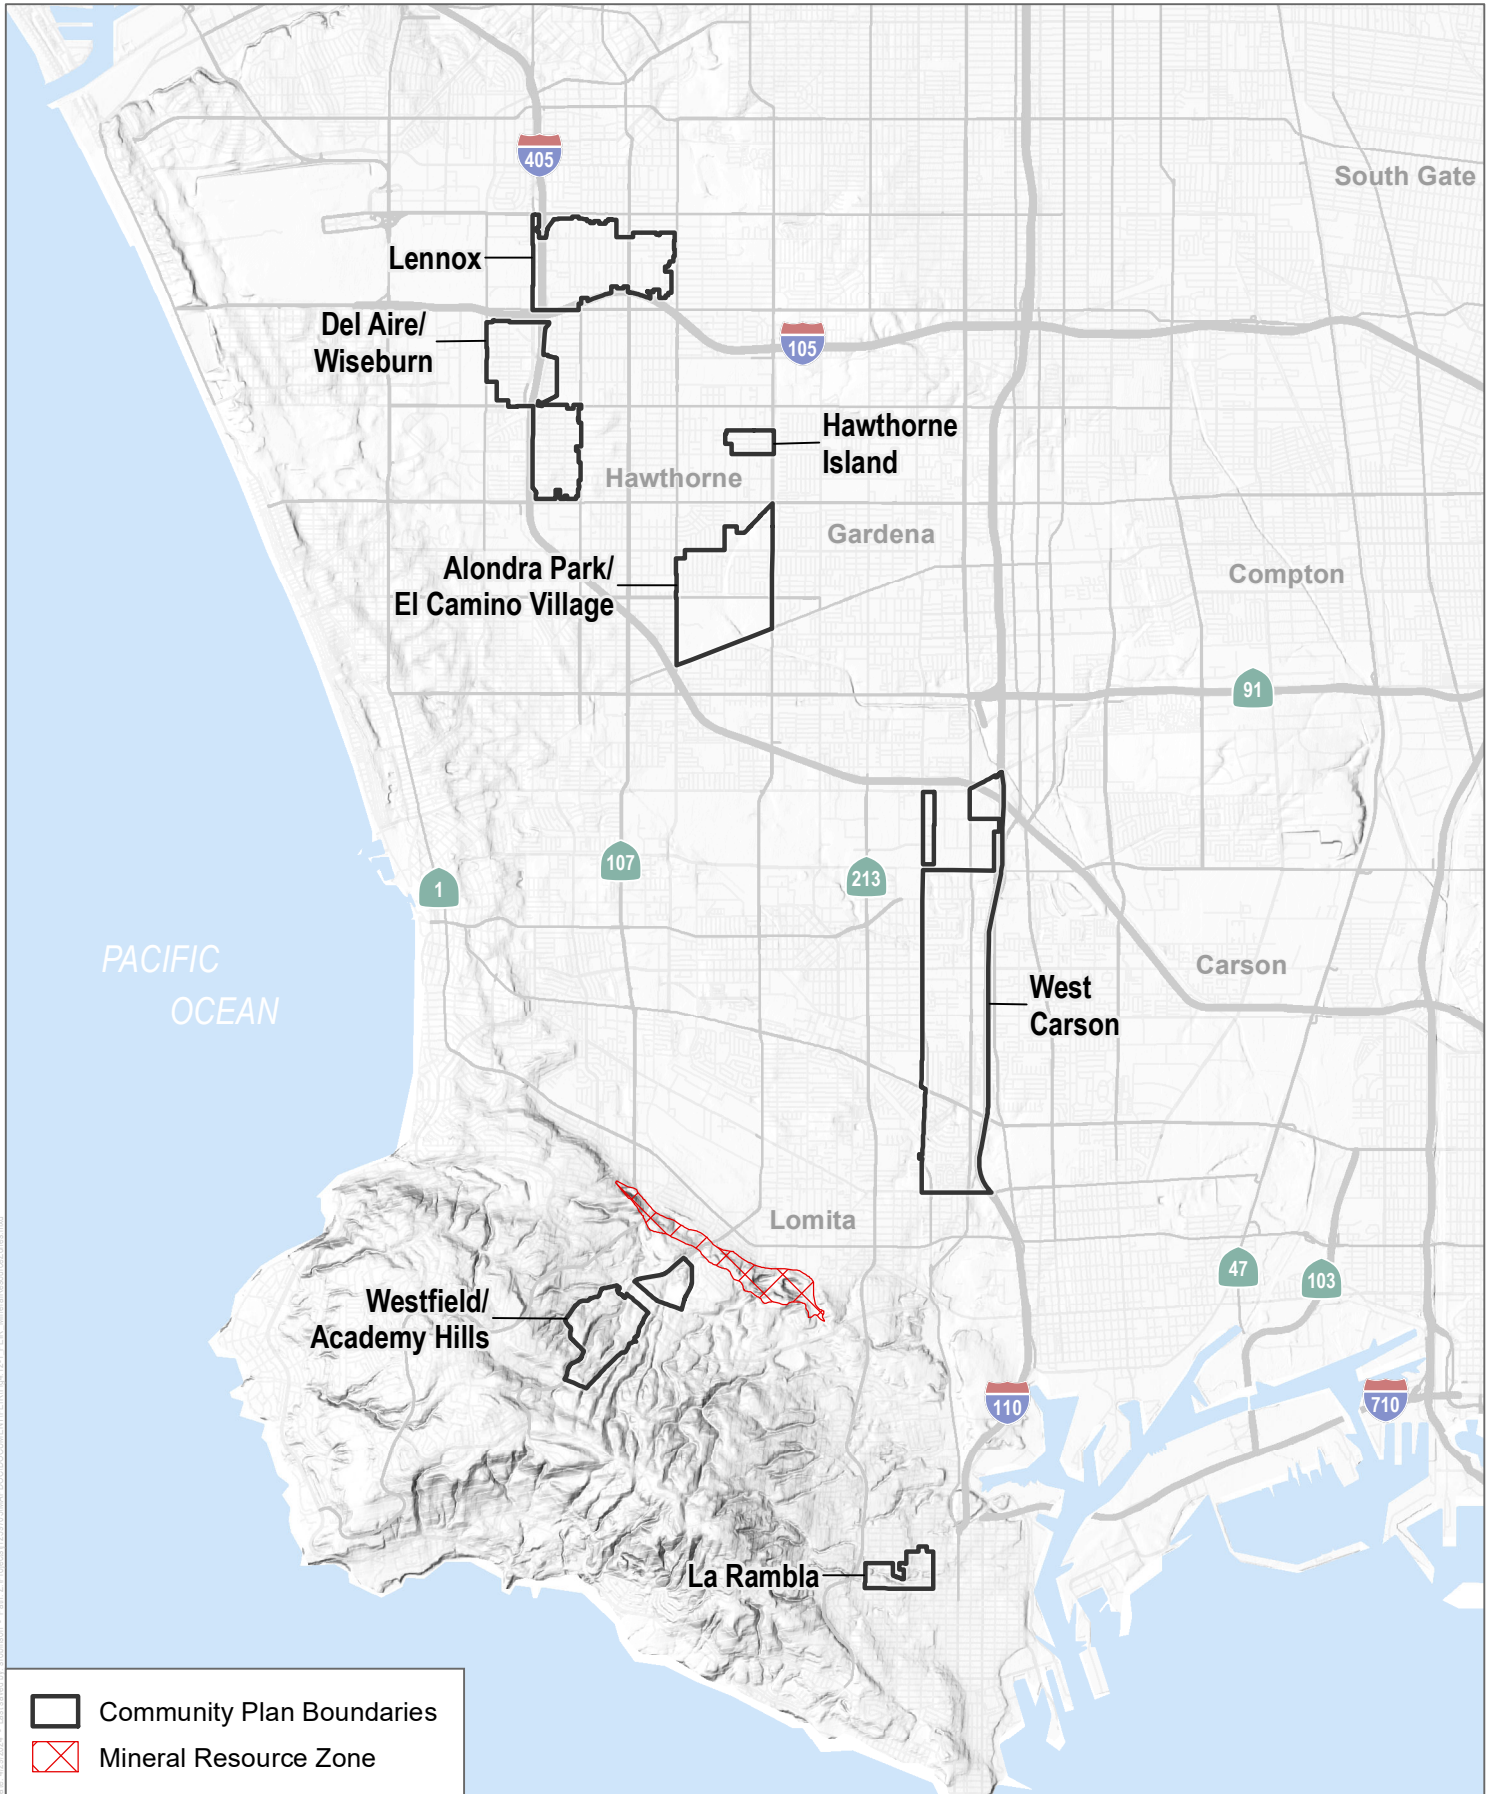 405
South Gate
Lennox
Del Aire/
Wiseburn
105
Hawthorne
Island
Hawthorne
Gardena
Alondra Park/
El Camino Village
Compton
91
107
213
1
PACIFIC
OCEAN
Carson
West
Carson
Lomita
47
103
Westfield/
Academy Hills
110
710
La Rambla
Community Plan Boundaries
Mineral Resource Zone